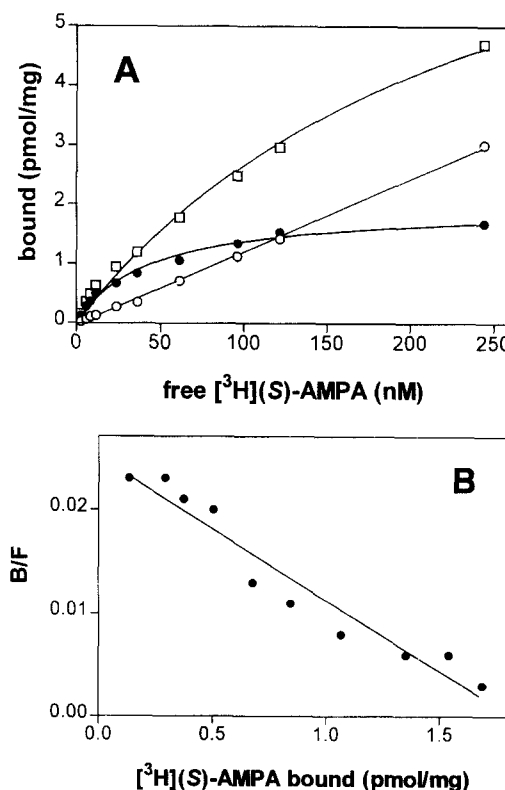 A
bound (pmol/mg)
5
4
3
2
1
0
0 50 100 150 200 250
free [³H](S)-AMPA (nM)
B
B/F
0.02
0.01
0.00
0.0 0.5 1.0 1.5
[³H](S)-AMPA bound (pmol/mg)